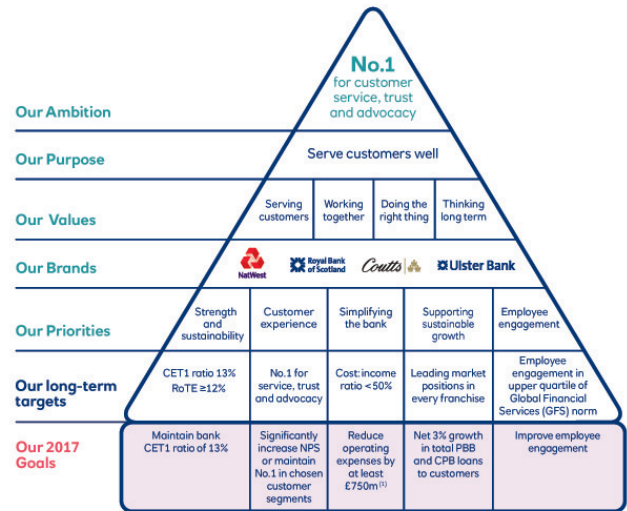 No.1
for customer
service, trust
and advocacy
Our Ambition
Our Purpose
Serve customers well
Our Values
Serving
customers
Working
together
Doing the
right thing
Thinking
long term
Our Brands
NatWest
Royal Bank
of Scotland
Coutts
Ulster Bank
Our Priorities
Strength
and
sustainability
Customer
experience
Simplifying
the bank
Supporting
sustainable
growth
Employee
engagement
Our long-term
targets
CET1 ratio 13%
RoTE ≥12%
No.1 for
service, trust
and advocacy
Cost: income
ratio <50%
Leading market
positions in
every franchise
Employee
engagement in
upper quartile of
Global Financial
Services (GFS) norm
Our 2017
Goals
Maintain bank
CET1 ratio of 13%
Significantly
increase NPS
or maintain
No.1 in chosen
customer
segments
Reduce
operating
expenses by
at least
£750m (1)
Net 3% growth
in total PBB
and CPB loans
to customers
Improve employee
engagement